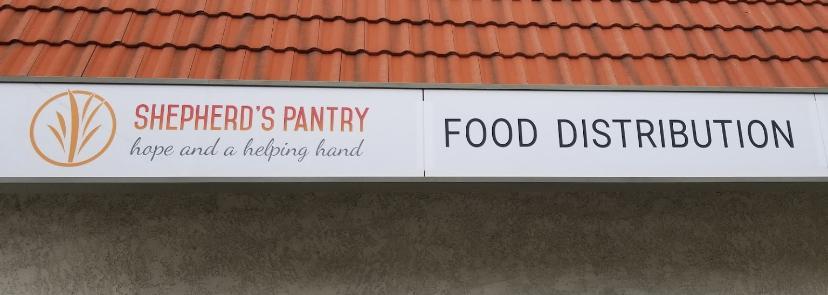 SHEPHERD'S PANTRY
hope and a helping hand
FOOD DISTRIBUTION